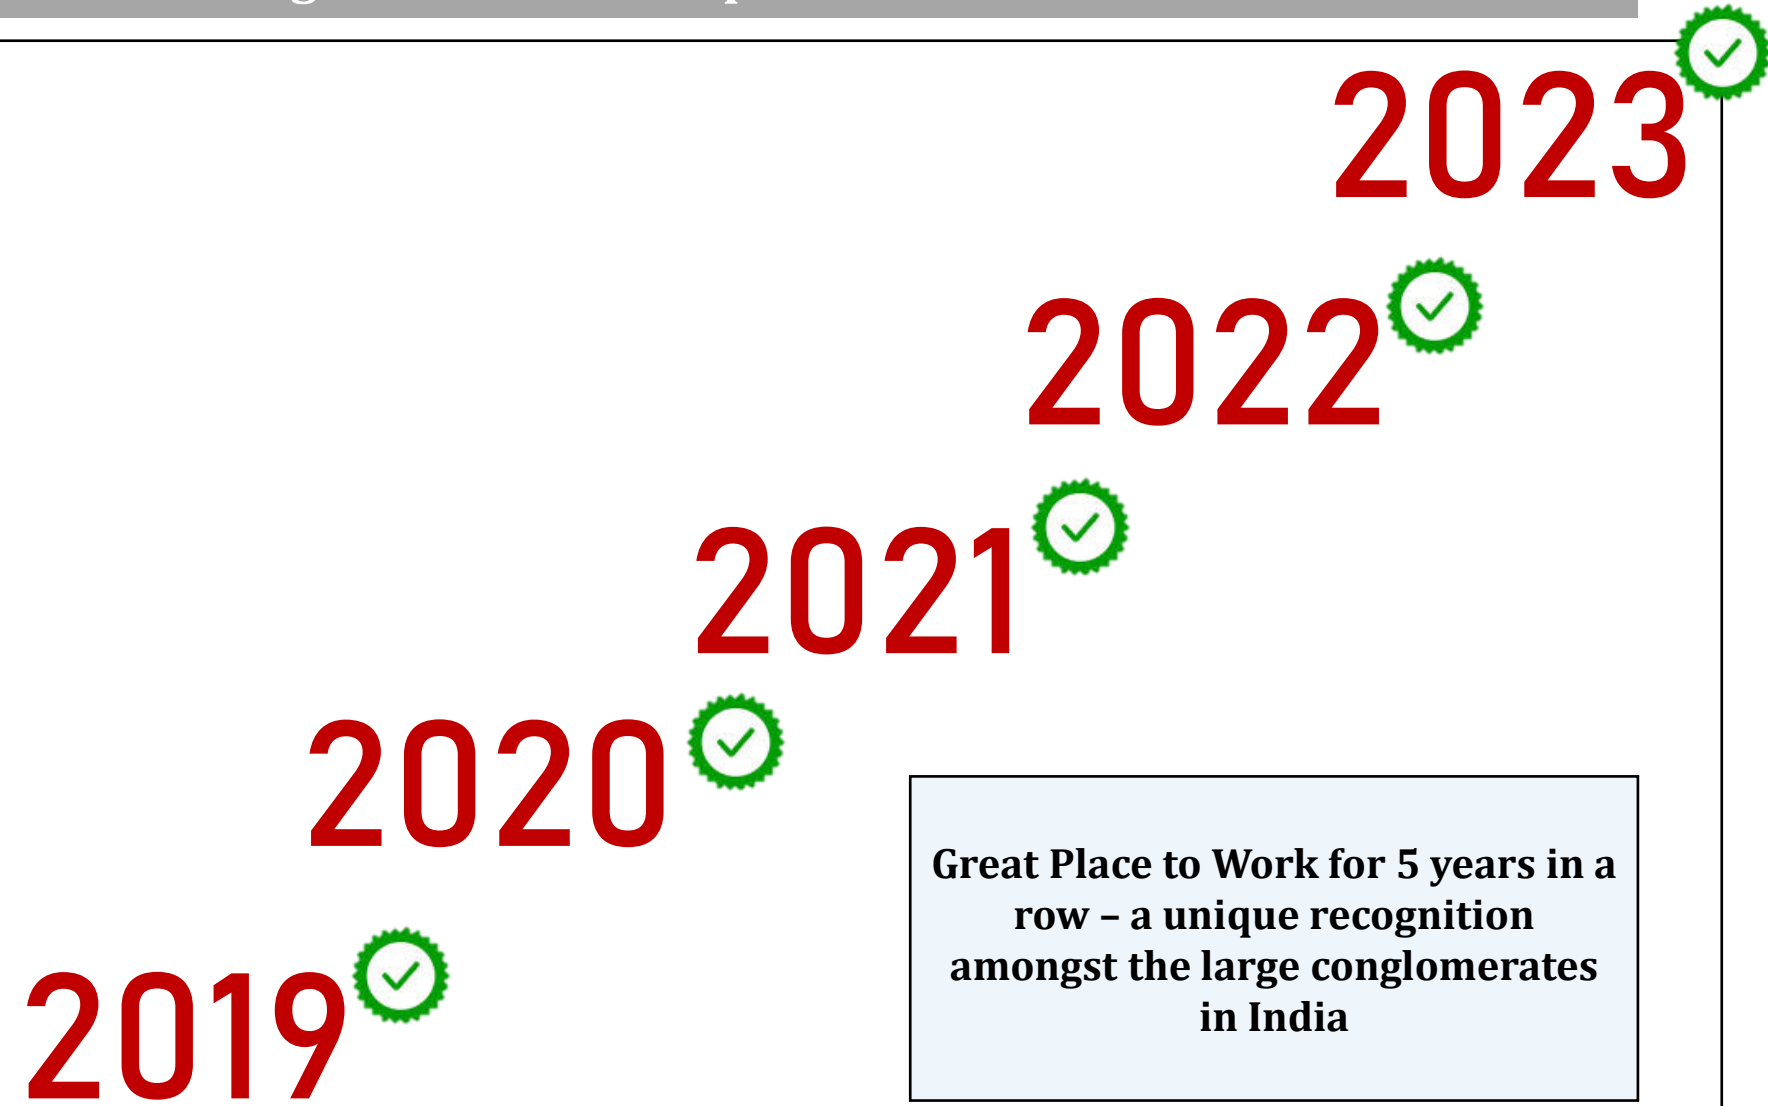 2023
2022
2021
2020
2019
Great Place to Work for 5 years in a
row – a unique recognition
amongst the large conglomerates
in India